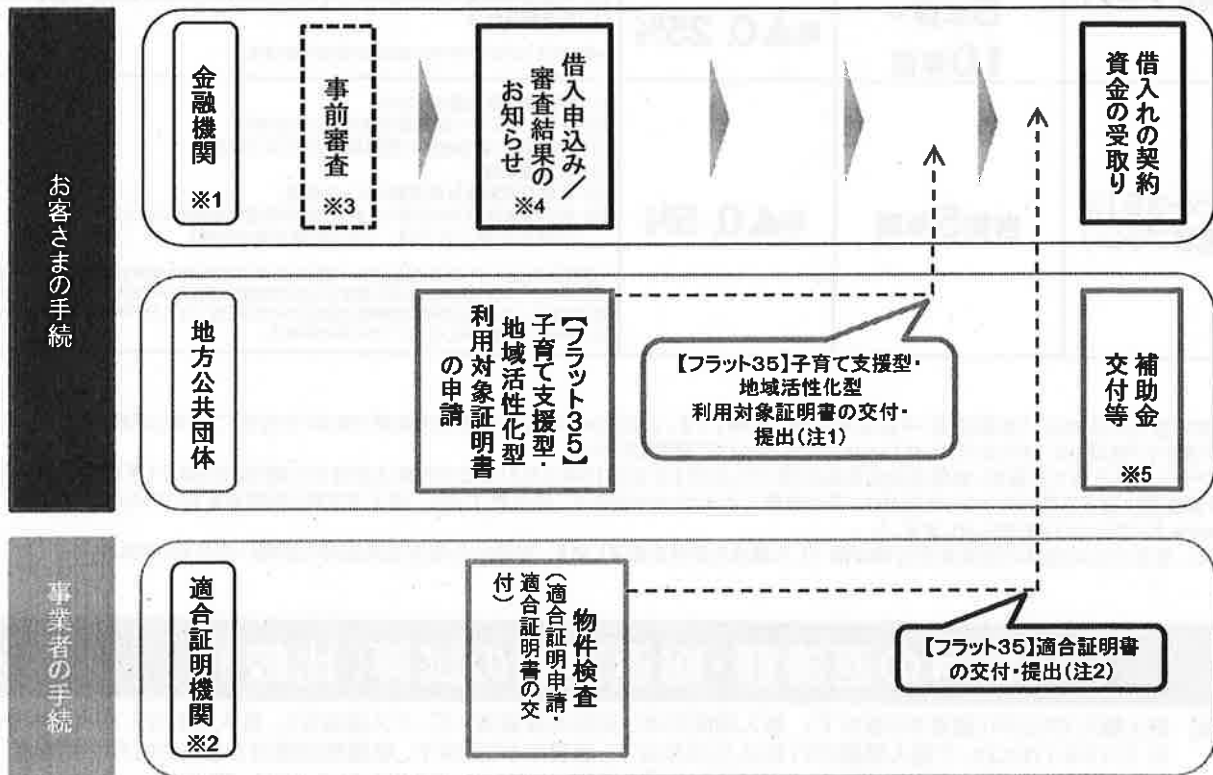 お客さまの手続
金融機関
※1
事前審査
※3
借入申込み／
審査結果の
お知らせ
※4
借入れの契約
資金の受取り
地方公共団体
【フラット35】
子育て支援型・
地域活性化型
利用対象証明書
の申請
【フラット35】子育て支援型・
地域活性化型
利用対象証明書の交付・
提出(注1)
補助金
交付等
※5
事業者の手続
適合証明機関
※2
物件検査
(適合証明申請・
適合証明書の交
付)
【フラット35】適合証明書
の交付・提出(注2)